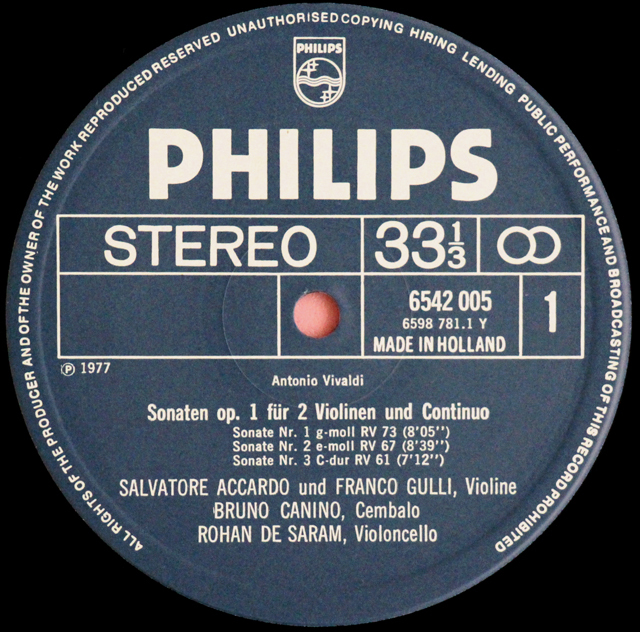 ALL RIGHTS OF THE PRODUCER AND OF THE OWNER OF THE WORK REPRODUCED RESERVED UNAUTHORISED COPYING HIRING LENDING PUBLIC PERFORMANCE AND BROADCASTING OF THIS RECORD PROHIBITED
PHILIPS
PHILIPS
STEREO 33 1/3
6542 005 1
6598 781.1 Y
MADE IN HOLLAND
℗ 1977
Antonio Vivaldi
Sonaten op. 1 für 2 Violinen und Continuo
Sonate Nr. 1 g-moll RV 73 (8'05'')
Sonate Nr. 2 e-moll RV 67 (8'39'')
Sonate Nr. 3 C-dur RV 61 (7'12'')
SALVATORE ACCARDO und FRANCO GULLI, Violine
BRUNO CANINO, Cembalo
ROHAN DE SARAM, Violoncello